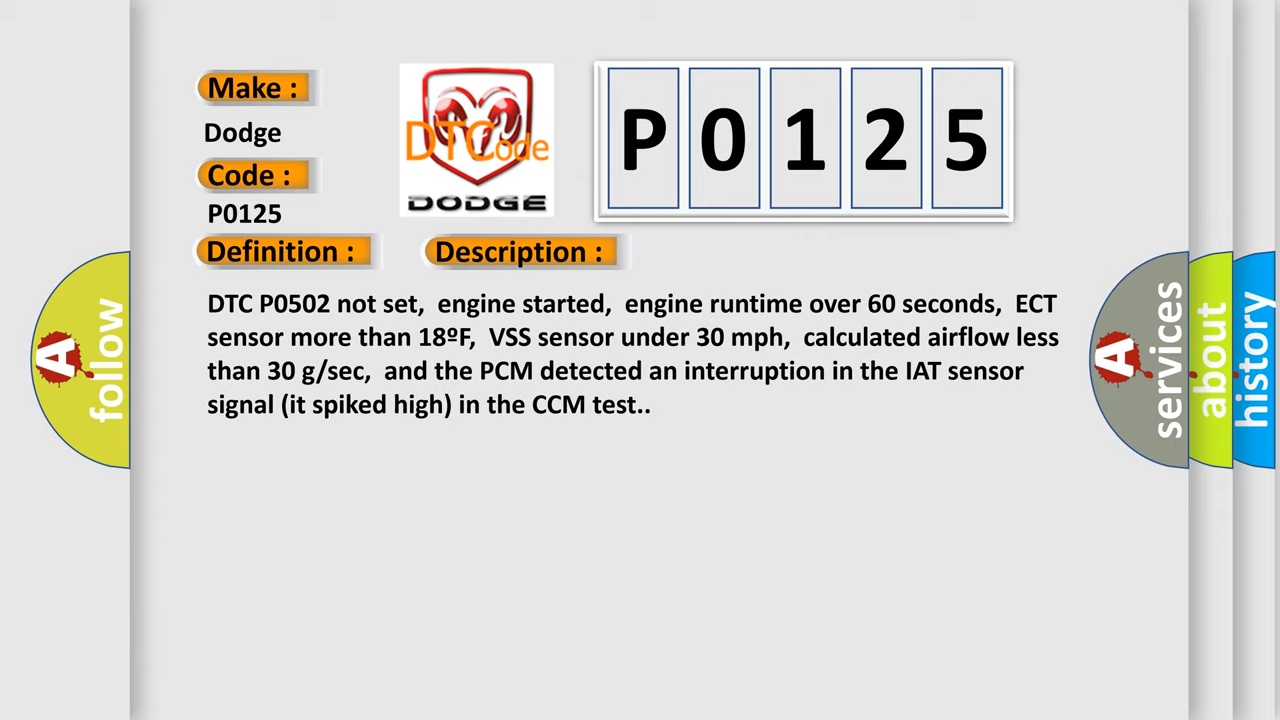 Make :
Dodge
Code :
P0125
Definition :
Description :
DTCode
DODGE
P 0 1 2 5
DTC P0502 not set, engine started, engine runtime over 60 seconds, ECT
sensor more than 18ºF, VSS sensor under 30 mph, calculated airflow less
than 30 g/sec, and the PCM detected an interruption in the IAT sensor
signal (it spiked high) in the CCM test..
A
follow
A
services
about
history